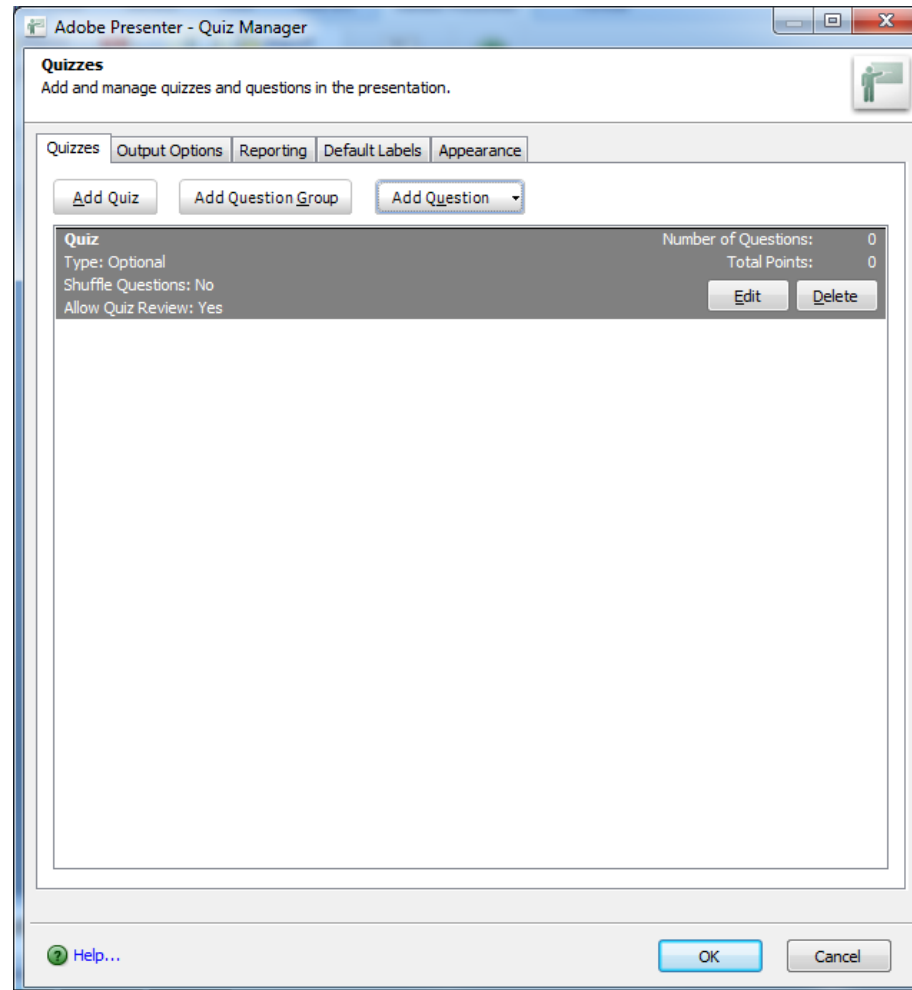 Adobe Presenter - Quiz Manager
Quizzes
Add and manage quizzes and questions in the presentation.
Quizzes Output Options Reporting Default Labels Appearance
Add Quiz Add Question Group Add Question
Quiz Number of Questions: 0
Type: Optional Total Points: 0
Shuffle Questions: No
Edit Delete
Allow Quiz Review: Yes
Help... OK Cancel